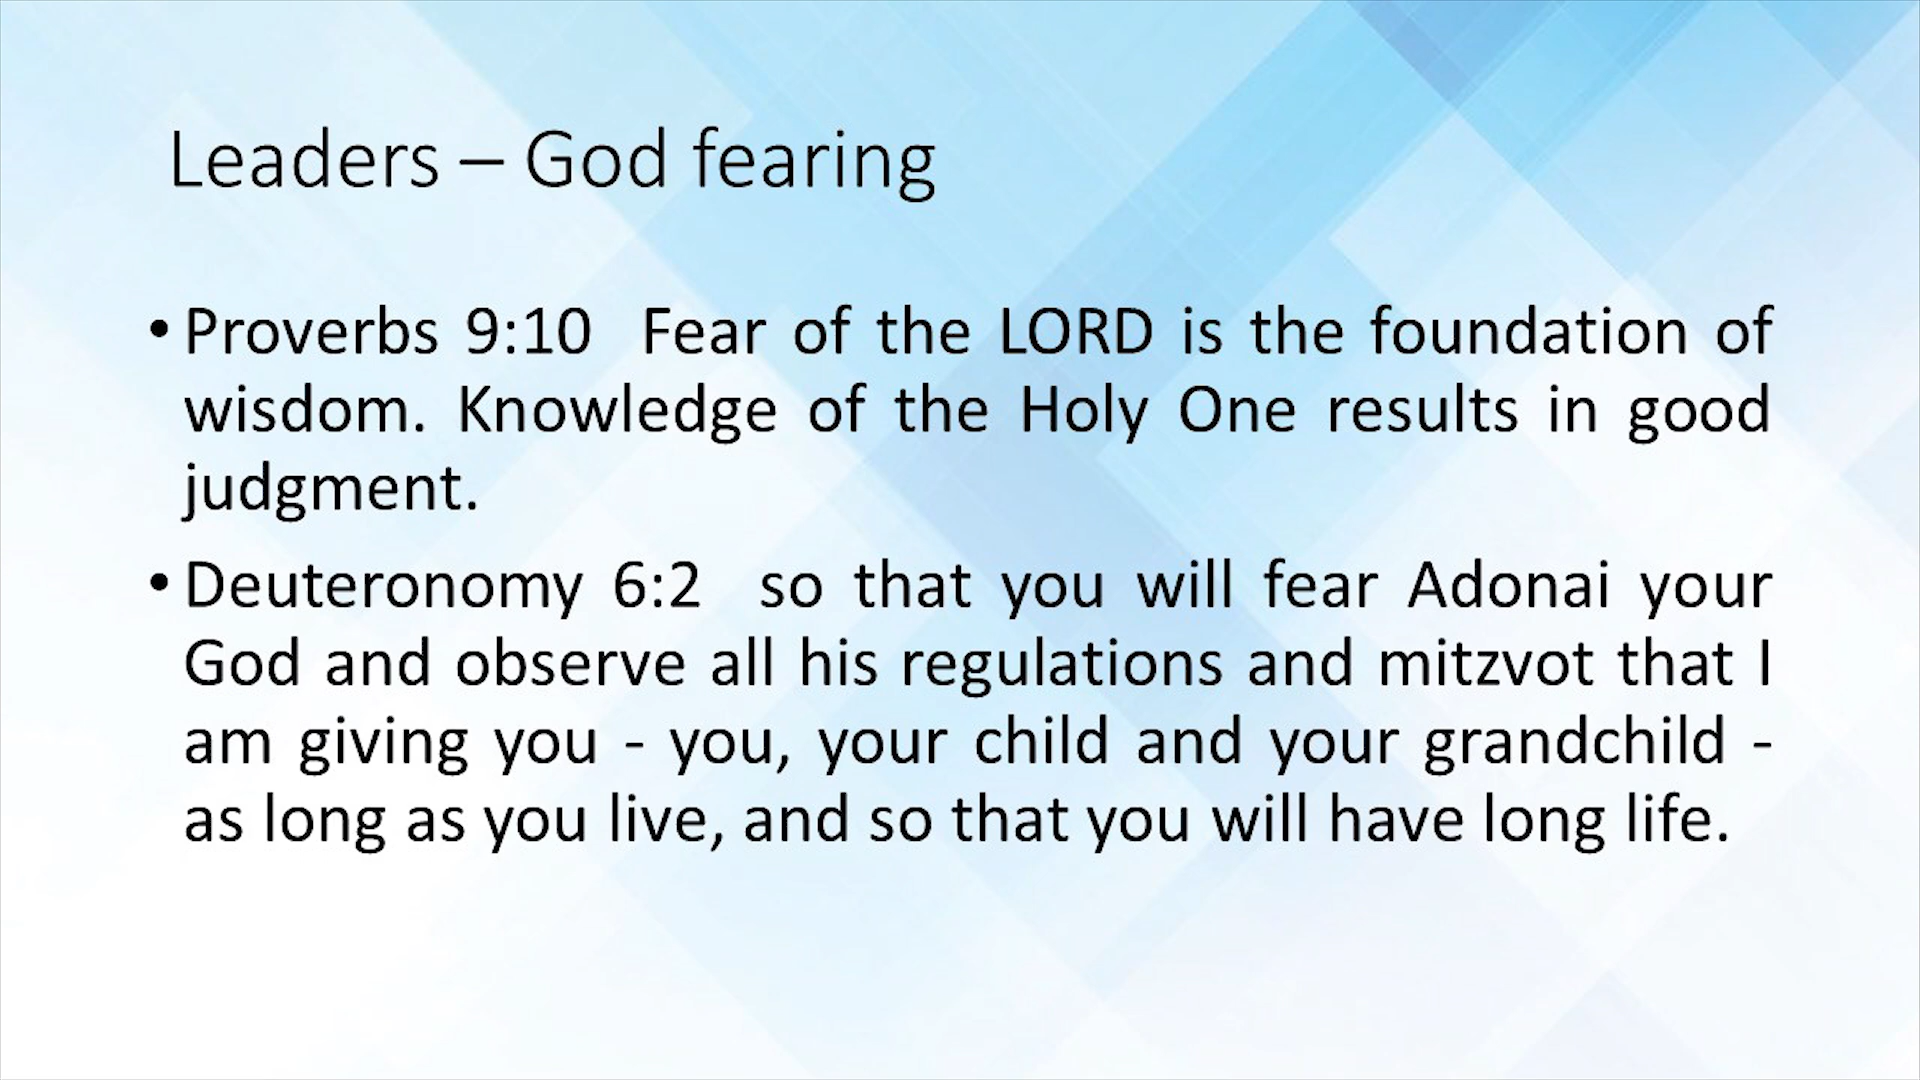 Leaders – God fearing
• Proverbs 9:10  Fear of the LORD is the foundation of
wisdom. Knowledge of the Holy One results in good
judgment.
• Deuteronomy 6:2  so that you will fear Adonai your
God and observe all his regulations and mitzvot that I
am giving you - you, your child and your grandchild -
as long as you live, and so that you will have long life.